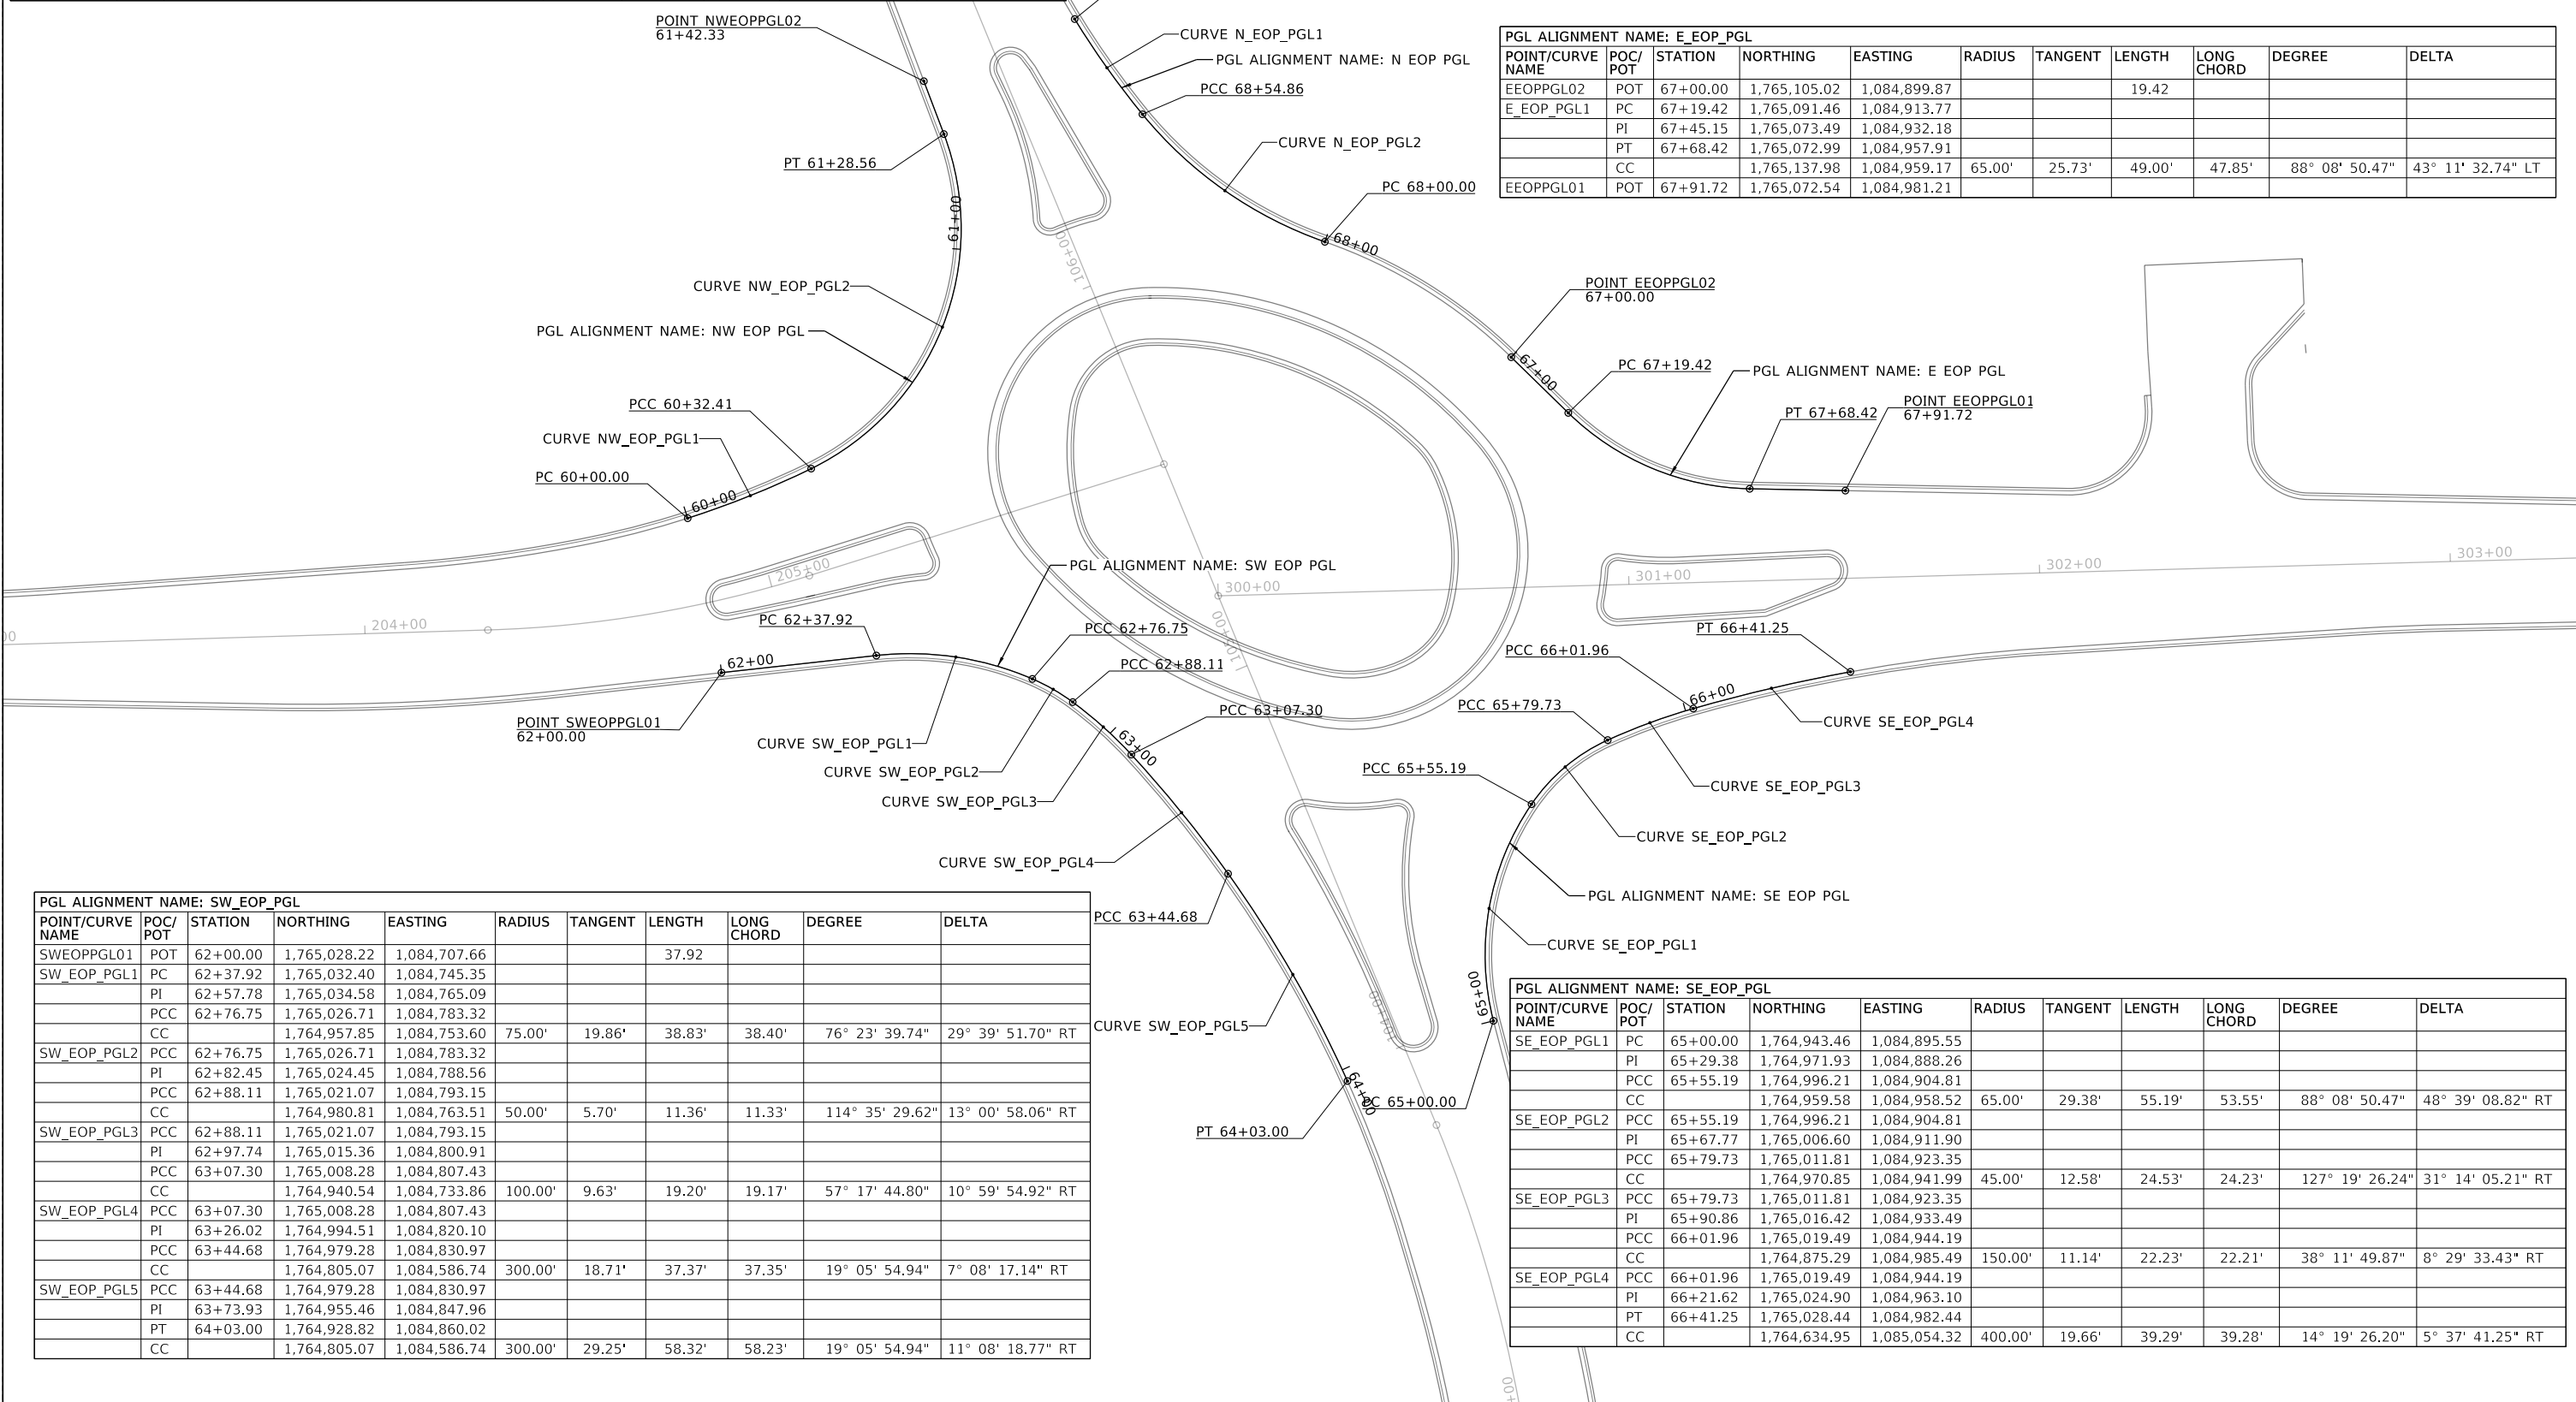 POINT NWEOPPGL02
61+42.33
CURVE N_EOP_PGL1
PGL ALIGNMENT NAME: N EOP PGL
PCC 68+54.86
CURVE N_EOP_PGL2
PT 61+28.56
PC 68+00.00
61+00
68+00
106+00
CURVE NW_EOP_PGL2
PGL ALIGNMENT NAME: NW EOP PGL
POINT EEOPPGL02
67+00.00
67+00
PC 67+19.42
PGL ALIGNMENT NAME: E EOP PGL
PCC 60+32.41
PT 67+68.42
POINT EEOPPGL01
67+91.72
CURVE NW_EOP_PGL1
PC 60+00.00
60+00
PGL ALIGNMENT NAME: E_EOP_PGL
POINT/CURVE NAME POC/ POT STATION NORTHING EASTING RADIUS TANGENT LENGTH LONG CHORD DEGREE DELTA
EEOPPGL02 POT 67+00.00 1,765,105.02 1,084,899.87 19.42
E_EOP_PGL1 PC 67+19.42 1,765,091.46 1,084,913.77
PI 67+45.15 1,765,073.49 1,084,932.18
PT 67+68.42 1,765,072.99 1,084,957.91
CC 1,765,137.98 1,084,959.17 65.00' 25.73' 49.00' 47.85' 88° 08' 50.47" 43° 11' 32.74" LT
EEOPPGL01 POT 67+91.72 1,765,072.54 1,084,981.21
205+00
PGL ALIGNMENT NAME: SW EOP PGL
300+00
301+00
302+00
303+00
204+00
00
PC 62+37.92
PCC 62+76.75
105+00
PT 66+41.25
62+00
PCC 62+88.11
PCC 66+01.96
66+00
POINT SWEOPPGL01
62+00.00
PCC 63+07.30
PCC 65+79.73
CURVE SE_EOP_PGL4
CURVE SW_EOP_PGL1
63+00
CURVE SW_EOP_PGL2
PCC 65+55.19
CURVE SE_EOP_PGL3
CURVE SW_EOP_PGL3
CURVE SE_EOP_PGL2
CURVE SW_EOP_PGL4
PGL ALIGNMENT NAME: SE EOP PGL
PCC 63+44.68
CURVE SE_EOP_PGL1
65+00
104+00
CURVE SW_EOP_PGL5
64+00
PC 65+00.00
PT 64+03.00
PGL ALIGNMENT NAME: SW_EOP_PGL
POINT/CURVE NAME POC/ POT STATION NORTHING EASTING RADIUS TANGENT LENGTH LONG CHORD DEGREE DELTA
SWEOPPGL01 POT 62+00.00 1,765,028.22 1,084,707.66 37.92
SW_EOP_PGL1 PC 62+37.92 1,765,032.40 1,084,745.35
PI 62+57.78 1,765,034.58 1,084,765.09
PCC 62+76.75 1,765,026.71 1,084,783.32
CC 1,764,957.85 1,084,753.60 75.00' 19.86' 38.83' 38.40' 76° 23' 39.74" 29° 39' 51.70" RT
SW_EOP_PGL2 PCC 62+76.75 1,765,026.71 1,084,783.32
PI 62+82.45 1,765,024.45 1,084,788.56
PCC 62+88.11 1,765,021.07 1,084,793.15
CC 1,764,980.81 1,084,763.51 50.00' 5.70' 11.36' 11.33' 114° 35' 29.62" 13° 00' 58.06" RT
SW_EOP_PGL3 PCC 62+88.11 1,765,021.07 1,084,793.15
PI 62+97.74 1,765,015.36 1,084,800.91
PCC 63+07.30 1,765,008.28 1,084,807.43
CC 1,764,940.54 1,084,733.86 100.00' 9.63' 19.20' 19.17' 57° 17' 44.80" 10° 59' 54.92" RT
SW_EOP_PGL4 PCC 63+07.30 1,765,008.28 1,084,807.43
PI 63+26.02 1,764,994.51 1,084,820.10
PCC 63+44.68 1,764,979.28 1,084,830.97
CC 1,764,805.07 1,084,586.74 300.00' 18.71' 37.37' 37.35' 19° 05' 54.94" 7° 08' 17.14" RT
SW_EOP_PGL5 PCC 63+44.68 1,764,979.28 1,084,830.97
PI 63+73.93 1,764,955.46 1,084,847.96
PT 64+03.00 1,764,928.82 1,084,860.02
CC 1,764,805.07 1,084,586.74 300.00' 29.25' 58.32' 58.23' 19° 05' 54.94" 11° 08' 18.77" RT
PGL ALIGNMENT NAME: SE_EOP_PGL
POINT/CURVE NAME POC/ POT STATION NORTHING EASTING RADIUS TANGENT LENGTH LONG CHORD DEGREE DELTA
SE_EOP_PGL1 PC 65+00.00 1,764,943.46 1,084,895.55
PI 65+29.38 1,764,971.93 1,084,888.26
PCC 65+55.19 1,764,996.21 1,084,904.81
CC 1,764,959.58 1,084,958.52 65.00' 29.38' 55.19' 53.55' 88° 08' 50.47" 48° 39' 08.82" RT
SE_EOP_PGL2 PCC 65+55.19 1,764,996.21 1,084,904.81
PI 65+67.77 1,765,006.60 1,084,911.90
PCC 65+79.73 1,765,011.81 1,084,923.35
CC 1,764,970.85 1,084,941.99 45.00' 12.58' 24.53' 24.23' 127° 19' 26.24" 31° 14' 05.21" RT
SE_EOP_PGL3 PCC 65+79.73 1,765,011.81 1,084,923.35
PI 65+90.86 1,765,016.42 1,084,933.49
PCC 66+01.96 1,765,019.49 1,084,944.19
CC 1,764,875.29 1,084,985.49 150.00' 11.14' 22.23' 22.21' 38° 11' 49.87" 8° 29' 33.43" RT
SE_EOP_PGL4 PCC 66+01.96 1,765,019.49 1,084,944.19
PI 66+21.62 1,765,024.90 1,084,963.10
PT 66+41.25 1,765,028.44 1,084,982.44
CC 1,764,634.95 1,085,054.32 400.00' 19.66' 39.29' 39.28' 14° 19' 26.20" 5° 37' 41.25" RT